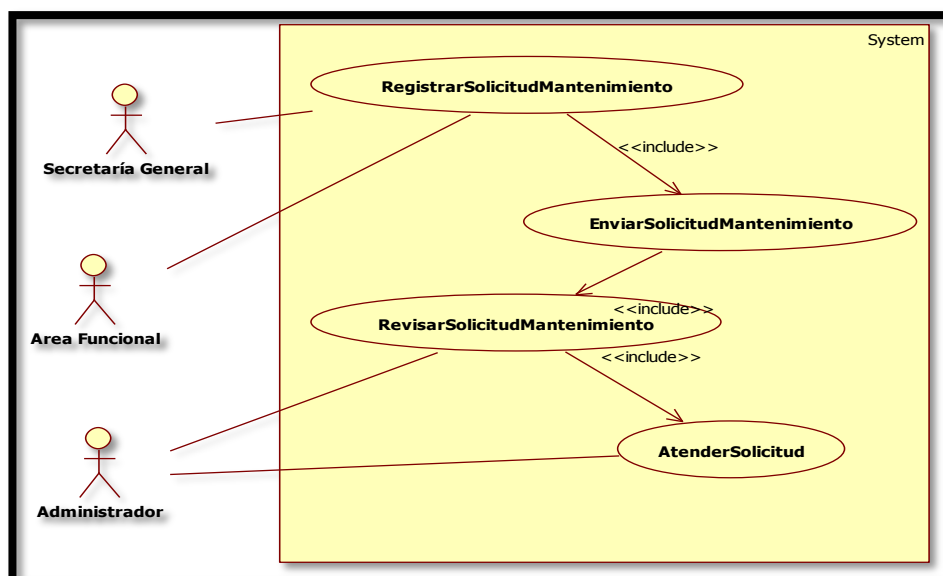 System
RegistrarSolicitudMantenimiento
Secretaría General
<<include>>
EnviarSolicitudMantenimiento
Area Funcional
<<include>>
RevisarSolicitudMantenimiento
<<include>>
AtenderSolicitud
Administrador